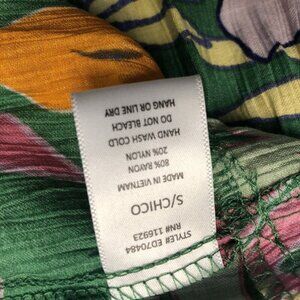 STYLE# ED70484
RN# 116923
S/CHICO
MADE IN VIETNAM
80% RAYON
20% NYLON
HAND WASH COLD
DO NOT BLEACH
HANG OR LINE DRY